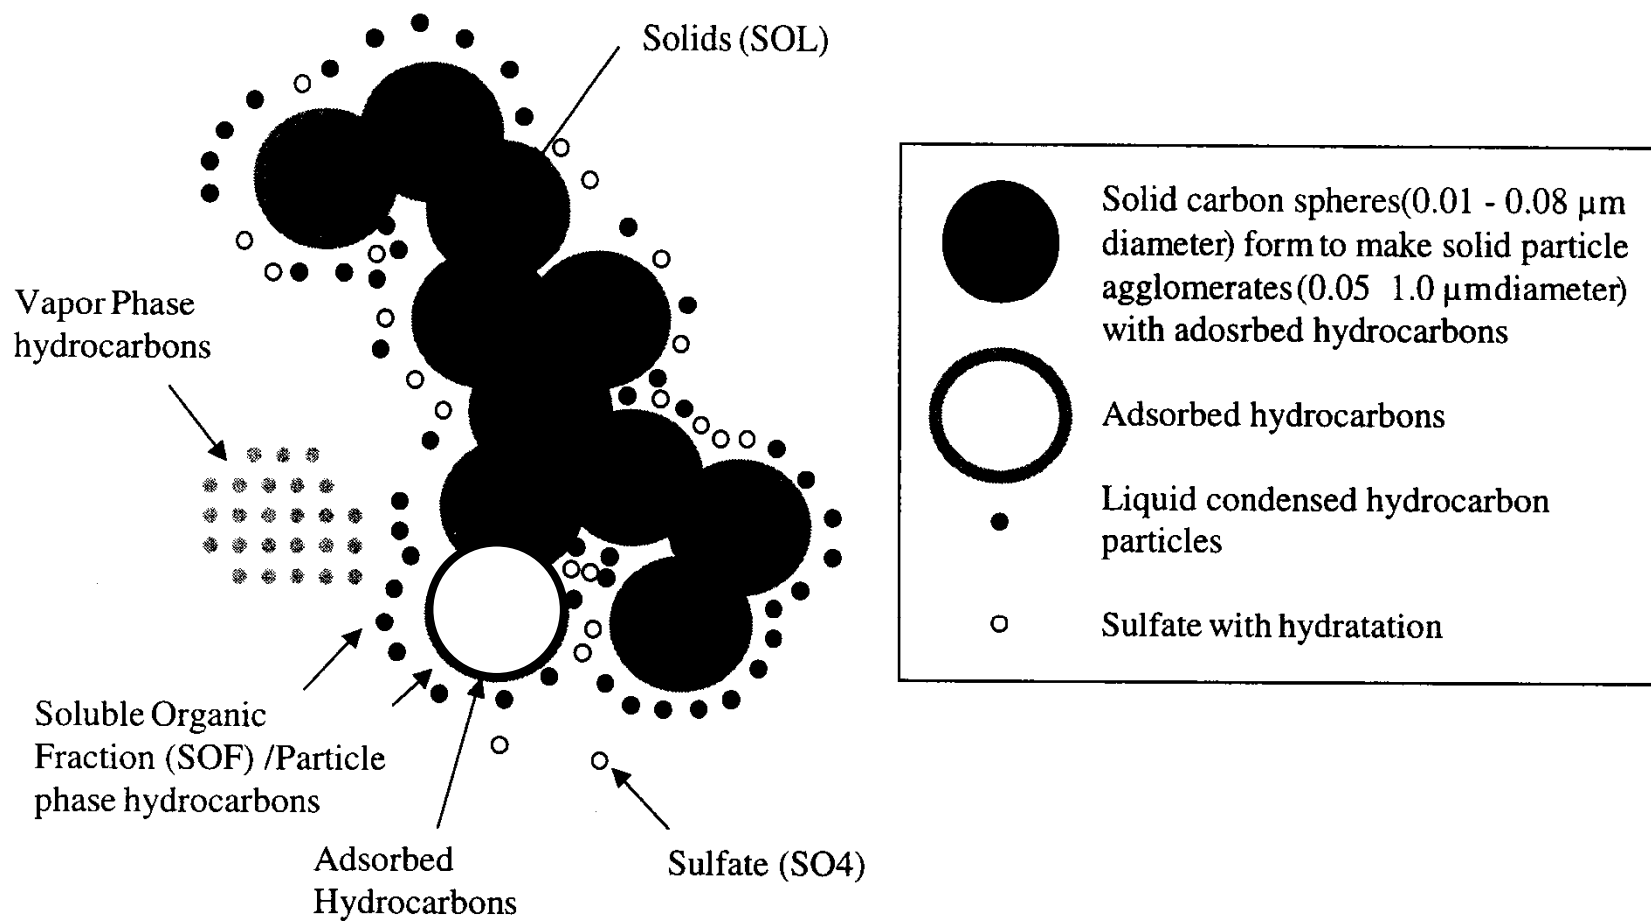 Solids (SOL)
Vapor Phase
hydrocarbons
Soluble Organic
Fraction (SOF) /Particle
phase hydrocarbons
Adsorbed
Hydrocarbons
Sulfate (SO4)
Solid carbon spheres(0.01 - 0.08 µm
diameter) form to make solid particle
agglomerates(0.05 1.0 µmdiameter)
with adosrbed hydrocarbons
Adsorbed hydrocarbons
Liquid condensed hydrocarbon
particles
Sulfate with hydratation